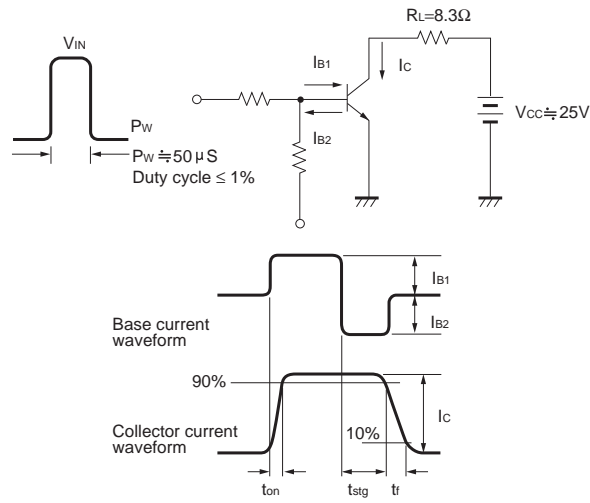 RL=8.3Ω
VIN
IB1
IC
VCC≒25V
PW
IB2
PW≒50μS
Duty cycle ≤ 1%
IB1
Base current
waveform
IB2
90%
Collector current
waveform
10%
IC
ton
tstg
tf